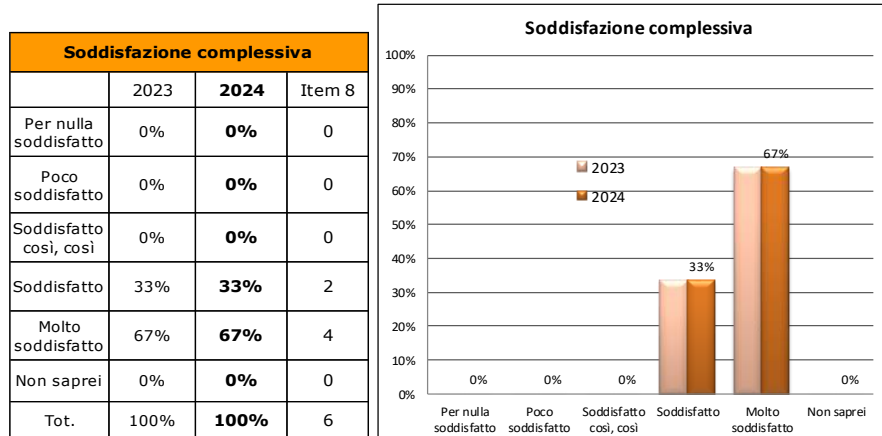 Soddisfazione complessiva
2023 2024 Item 8
Per nulla
soddisfatto 0% 0% 0
Poco
soddisfatto 0% 0% 0
Soddisfatto
così, così 0% 0% 0
Soddisfatto 33% 33% 2
Molto
soddisfatto 67% 67% 4
Non saprei 0% 0% 0
Tot. 100% 100% 6
Soddisfazione complessiva
100%
90%
80%
70%
60%
50%
40%
30%
20%
10%
0%
2023
2024
0% 0% 0% 33% 67% 0%
Per nulla
soddisfatto
Poco
soddisfatto
Soddisfatto
così, così
Soddisfatto
Molto
soddisfatto
Non saprei